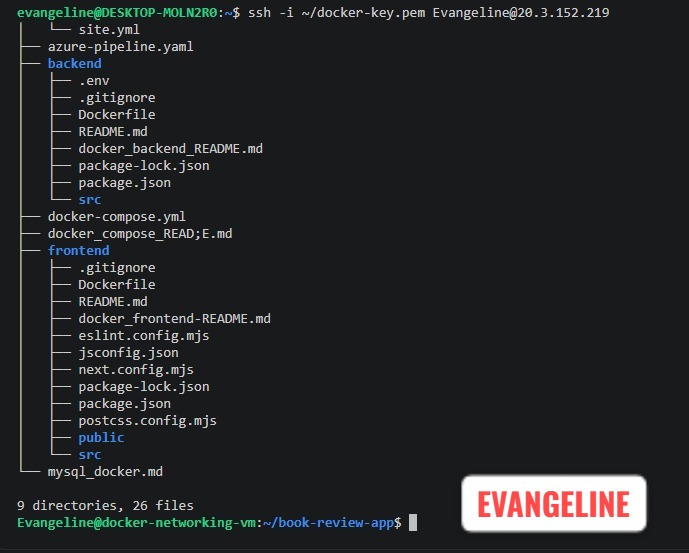 evangeline@DESKTOP-MOLN2R0:~$ ssh -i ~/docker-key.pem Evangeline@20.3.152.219
│   └── site.yml
├── azure-pipeline.yaml
├── backend
│   ├── .env
│   ├── .gitignore
│   ├── Dockerfile
│   ├── README.md
│   ├── docker_backend_README.md
│   ├── package-lock.json
│   ├── package.json
│   └── src
├── docker-compose.yml
├── docker_compose_READ;E.md
├── frontend
│   ├── .gitignore
│   ├── Dockerfile
│   ├── README.md
│   ├── docker_frontend-README.md
│   ├── eslint.config.mjs
│   ├── jsconfig.json
│   ├── next.config.mjs
│   ├── package-lock.json
│   ├── package.json
│   ├── postcss.config.mjs
│   ├── public
│   └── src
└── mysql_docker.md
9 directories, 26 files
Evangeline@docker-networking-vm:~/book-review-app$
EVANGELINE